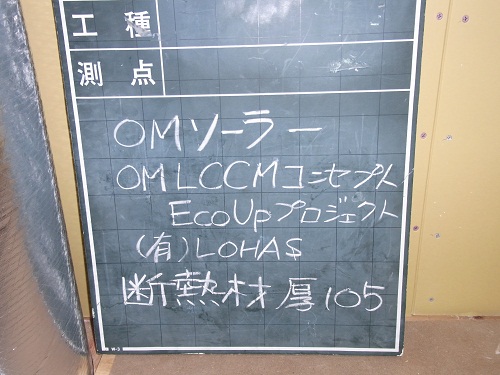 工種
測点
OMソーラー
OM LCCMコンセプト
EcoUpプロジェクト
(有)LOHAS
断熱材厚105